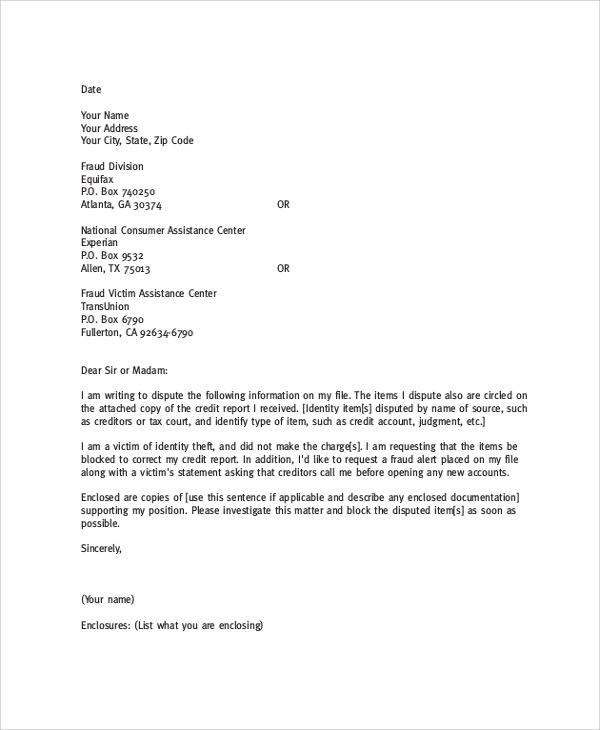 Date
Your Name
Your Address
Your City, State, Zip Code
Fraud Division
Equifax
P.O. Box 740250
Atlanta, GA 30374 OR
National Consumer Assistance Center
Experian
P.O. Box 9532
Allen, TX 75013 OR
Fraud Victim Assistance Center
TransUnion
P.O. Box 6790
Fullerton, CA 92634-6790
Dear Sir or Madam:
I am writing to dispute the following information on my file. The items I dispute also are circled on
the attached copy of the credit report I received. [Identity item[s] disputed by name of source, such
as creditors or tax court, and identify type of item, such as credit account, judgment, etc.]
I am a victim of identity theft, and did not make the charge[s]. I am requesting that the items be
blocked to correct my credit report. In addition, I'd like to request a fraud alert placed on my file
along with a victim's statement asking that creditors call me before opening any new accounts.
Enclosed are copies of [use this sentence if applicable and describe any enclosed documentation]
supporting my position. Please investigate this matter and block the disputed item[s] as soon as
possible.
Sincerely,
(Your name)
Enclosures: (List what you are enclosing)